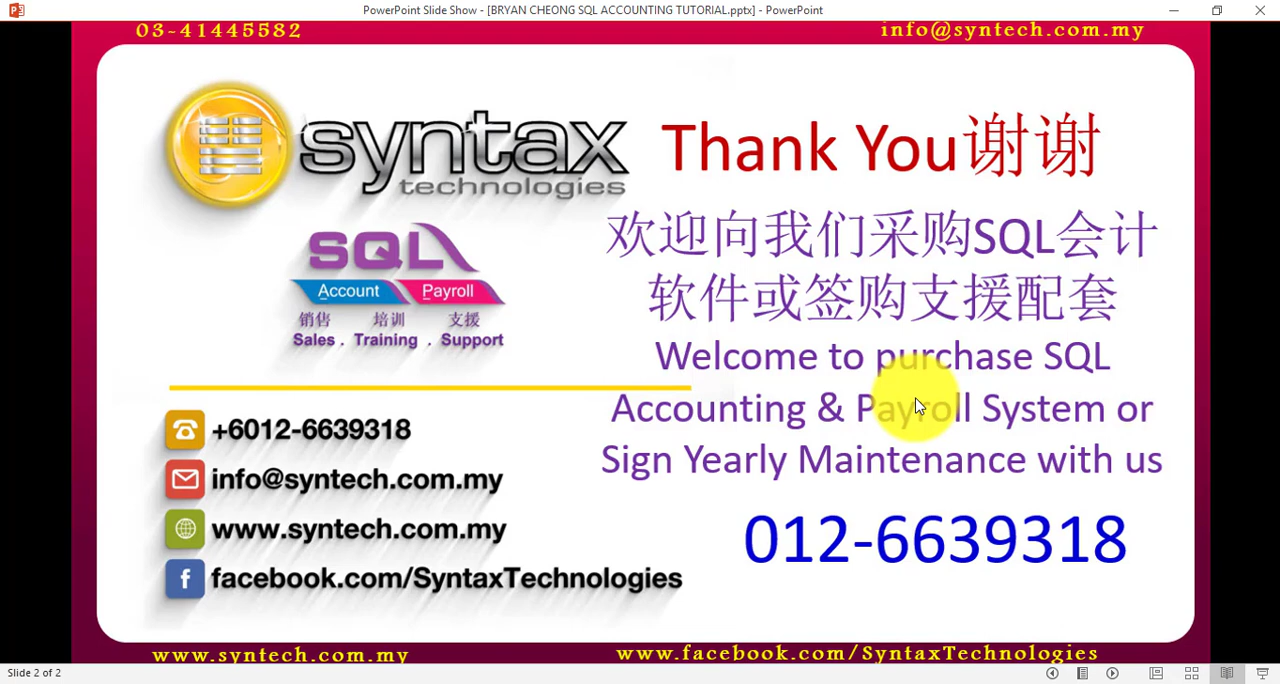 PowerPoint Slide Show - [BRYAN CHEONG SQL ACCOUNTING TUTORIAL.pptx] - PowerPoint
03-41445582
info@syntech.com.my
syntax
technologies
Thank You谢谢
SQL
Account Payroll
销售 培训 支援
Sales . Training . Support
欢迎向我们采购SQL会计
软件或签购支援配套
Welcome to purchase SQL
Accounting & Payroll System or
Sign Yearly Maintenance with us
012-6639318
+6012-6639318
info@syntech.com.my
www.syntech.com.my
f
facebook.com/SyntaxTechnologies
www.syntech.com.my
www.facebook.com/SyntaxTechnologies
Slide 2 of 2